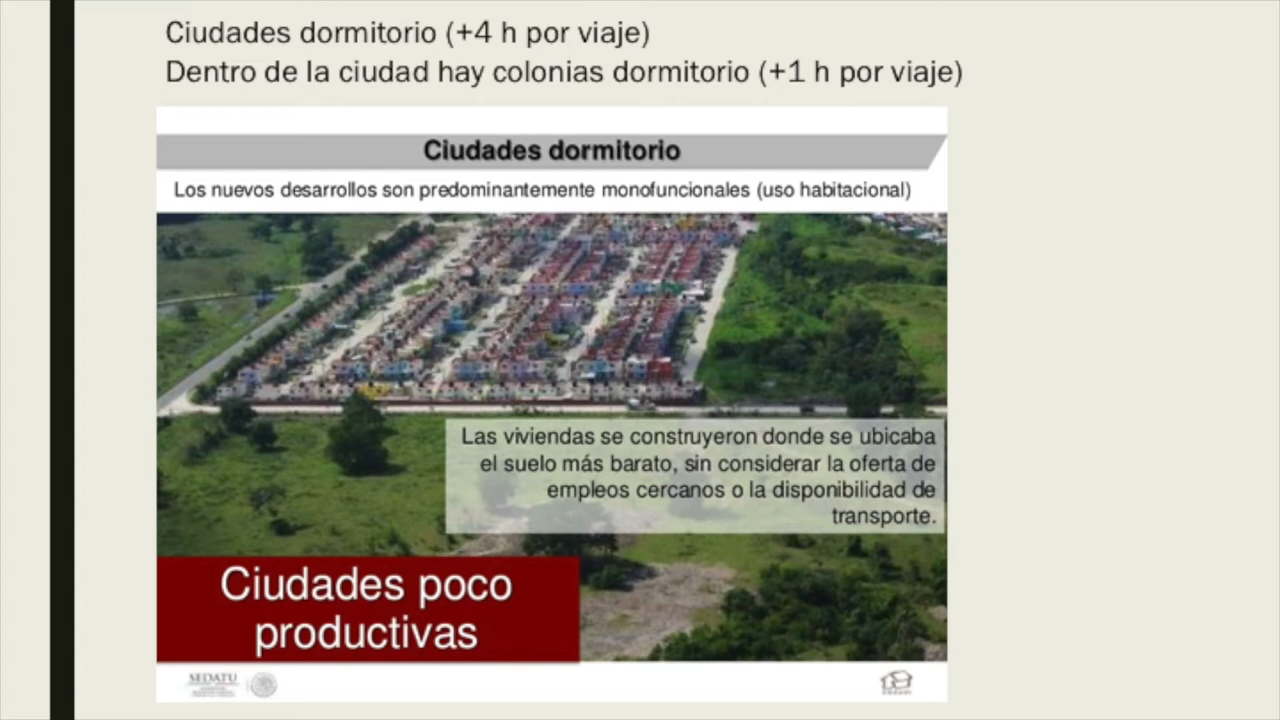 Ciudades dormitorio (+4 h por viaje)
Dentro de la ciudad hay colonias dormitorio (+1 h por viaje)
Ciudades dormitorio
Los nuevos desarrollos son predominantemente monofuncionales (uso habitacional)
Las viviendas se construyeron donde se ubicaba
el suelo más barato, sin considerar la oferta de
empleos cercanos o la disponibilidad de
transporte.
Ciudades poco
productivas
SEDATU